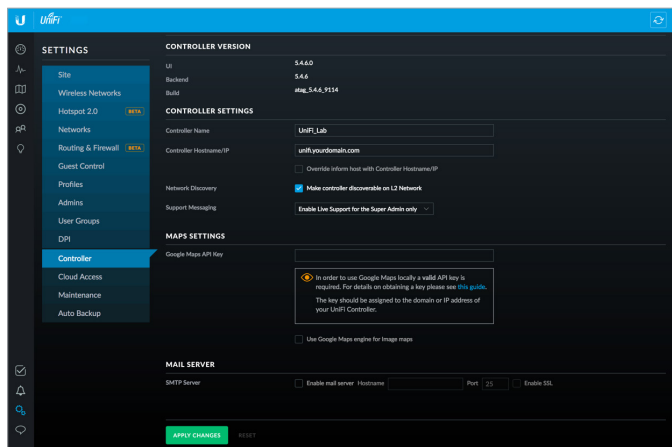 U UniFi
SETTINGS
Site
Wireless Networks
Hotspot 2.0 BETA
Networks
Routing & Firewall BETA
Guest Control
Profiles
Admins
User Groups
DPI
Controller
Cloud Access
Maintenance
Auto Backup
CONTROLLER VERSION
UI 5.4.6.0
Backend 5.4.6
Build atag_5.4.6_9114
CONTROLLER SETTINGS
Controller Name UniFi_Lab
Controller Hostname/IP unifi.yourdomain.com
Override inform host with Controller Hostname/IP
Network Discovery Make controller discoverable on L2 Network
Support Messaging Enable Live Support for the Super Admin only
MAPS SETTINGS
Google Maps API Key
In order to use Google Maps locally a valid API key is
required. For details on obtaining a key please see this guide.
The key should be assigned to the domain or IP address of
your UniFi Controller.
Use Google Maps engine for Image maps
MAIL SERVER
SMTP Server Enable mail server Hostname Port 25 Enable SSL
APPLY CHANGES RESET